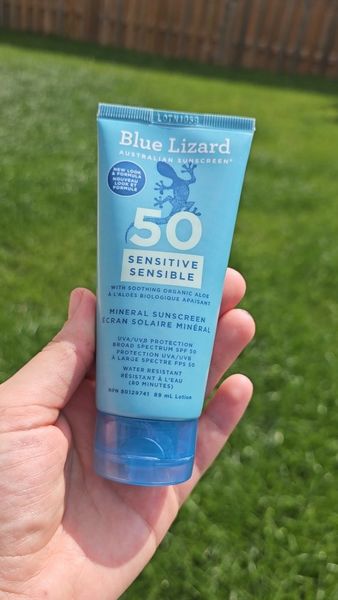 Blue Lizard
AUSTRALIAN SUNSCREEN®
NEW LOOK
& FORMULA
NOUVEAU
LOOK ET
FORMULE
50
SENSITIVE
SENSIBLE
WITH SOOTHING ORGANIC ALOE
À L'ALOÈS BIOLOGIQUE APAISANT
MINERAL SUNSCREEN
ÉCRAN SOLAIRE MINÉRAL
UVA/UVB PROTECTION
BROAD SPECTRUM SPF 50
PROTECTION UVA/UVB
À LARGE SPECTRE FPS 50
WATER RESISTANT
RÉSISTANT À L'EAU
(80 MINUTES)
NPN 80129741 89 mL Lotion